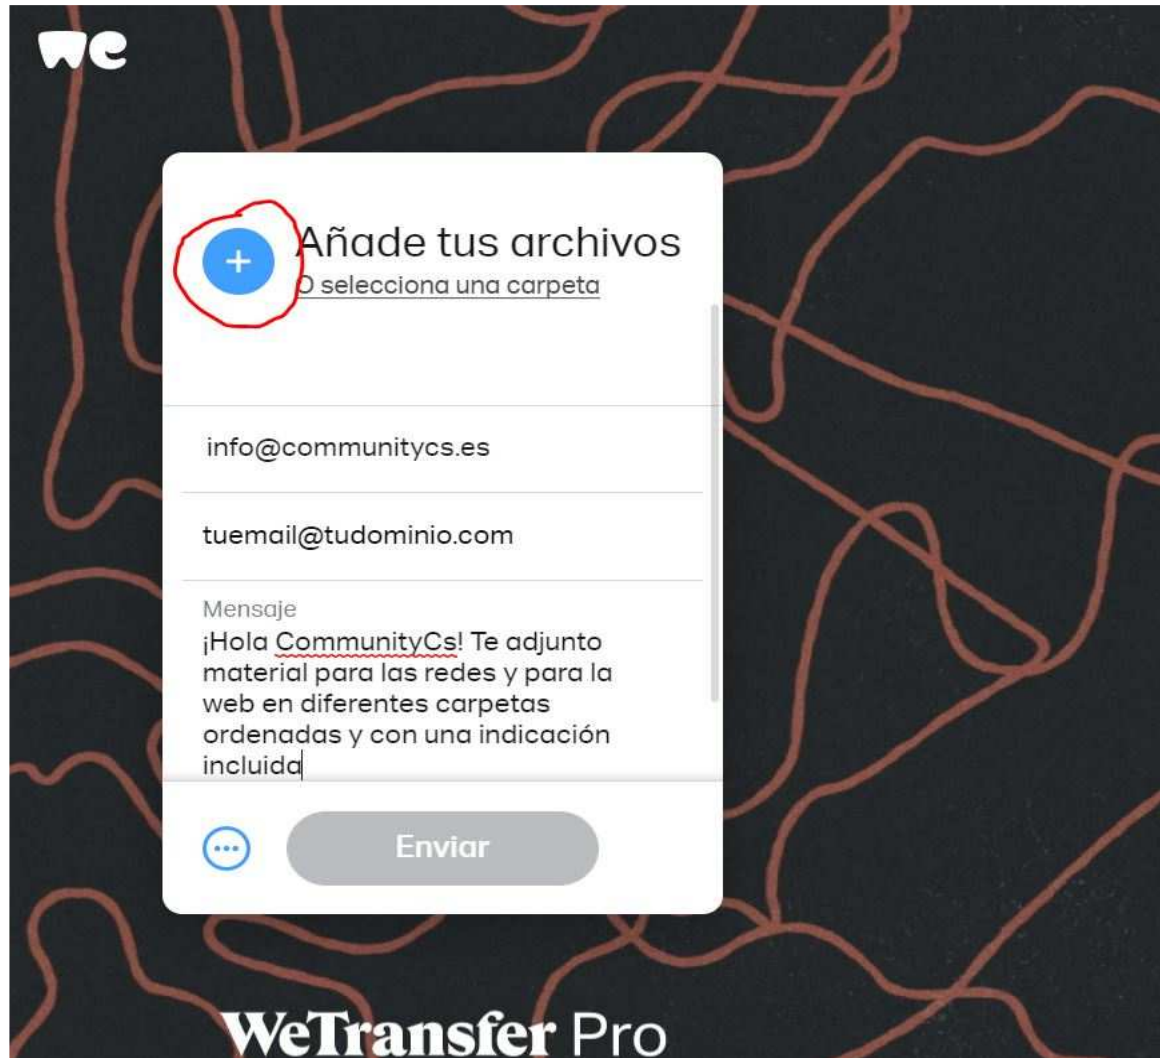 we
Añade tus archivos
O selecciona una carpeta
info@communitycs.es
tuemail@tudominio.com
Mensaje
¡Hola CommunityCs! Te adjunto
material para las redes y para la
web en diferentes carpetas
ordenadas y con una indicación
incluida
Enviar
WeTransfer Pro